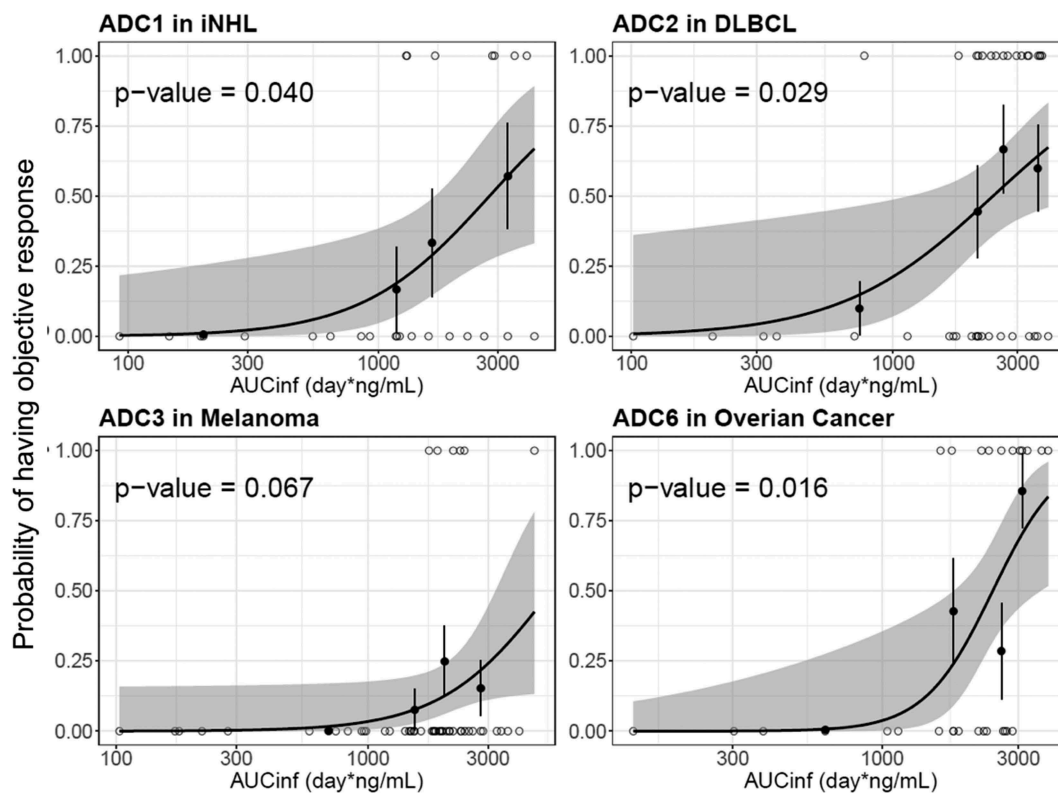 ADC1 in iNHL
ADC2 in DLBCL
Probability of having objective response
1.00
0.75
0.50
0.25
0.00
p-value = 0.040
100
300
1000
3000
AUCinf (day*ng/mL)
1.00
0.75
0.50
0.25
0.00
p-value = 0.029
100
300
1000
3000
AUCinf (day*ng/mL)
ADC3 in Melanoma
ADC6 in Overian Cancer
1.00
0.75
0.50
0.25
0.00
p-value = 0.067
100
300
1000
3000
AUCinf (day*ng/mL)
1.00
0.75
0.50
0.25
0.00
p-value = 0.016
300
1000
3000
AUCinf (day*ng/mL)